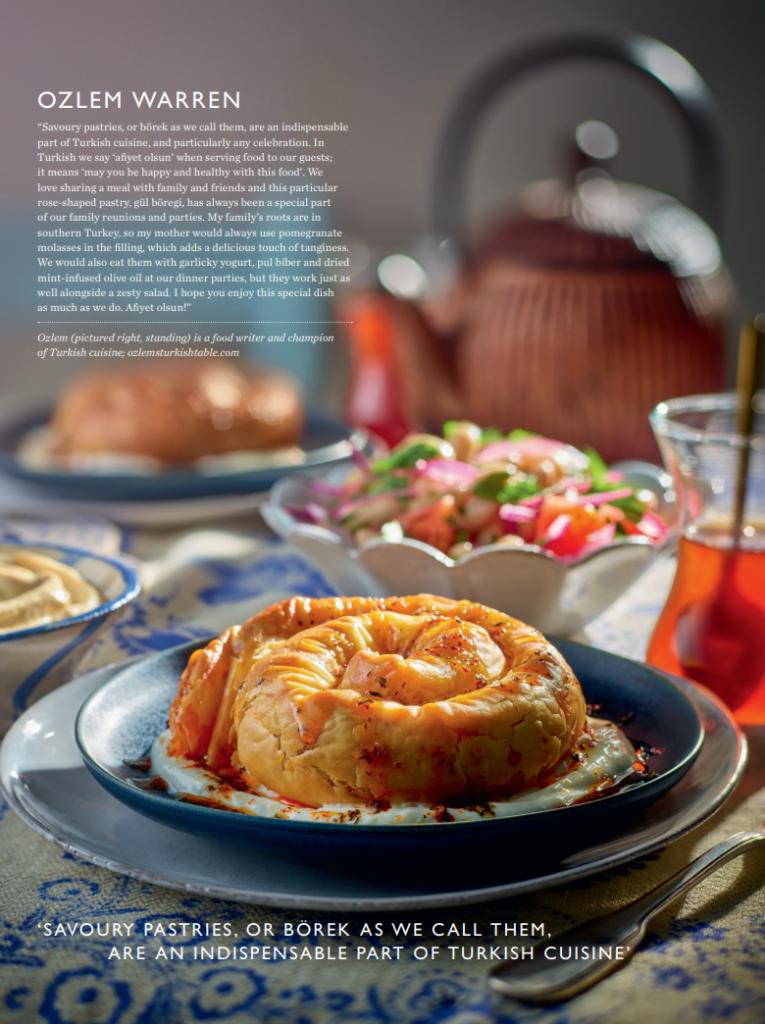 OZLEM WARREN
“Savoury pastries, or börek as we call them, are an indispensable
part of Turkish cuisine, and particularly any celebration. In
Turkish we say ‘afiyet olsun’ when serving food to our guests;
it means ‘may you be happy and healthy with this food’. We
love sharing a meal with family and friends and this particular
rose-shaped pastry, gül böregi, has always been a special part
of our family reunions and parties. My family’s roots are in
southern Turkey, so my mother would always use pomegranate
molasses in the filling, which adds a delicious touch of tanginess.
We would also eat them with garlicky yogurt, pul biber and dried
mint-infused olive oil at our dinner parties, but they work just as
well alongside a zesty salad. I hope you enjoy this special dish
as much as we do. Afiyet olsun!”
Ozlem (pictured right, standing) is a food writer and champion
of Turkish cuisine; ozlemsturkishtable.com
‘SAVOURY PASTRIES, OR BÖREK AS WE CALL THEM,
ARE AN INDISPENSABLE PART OF TURKISH CUISINE’